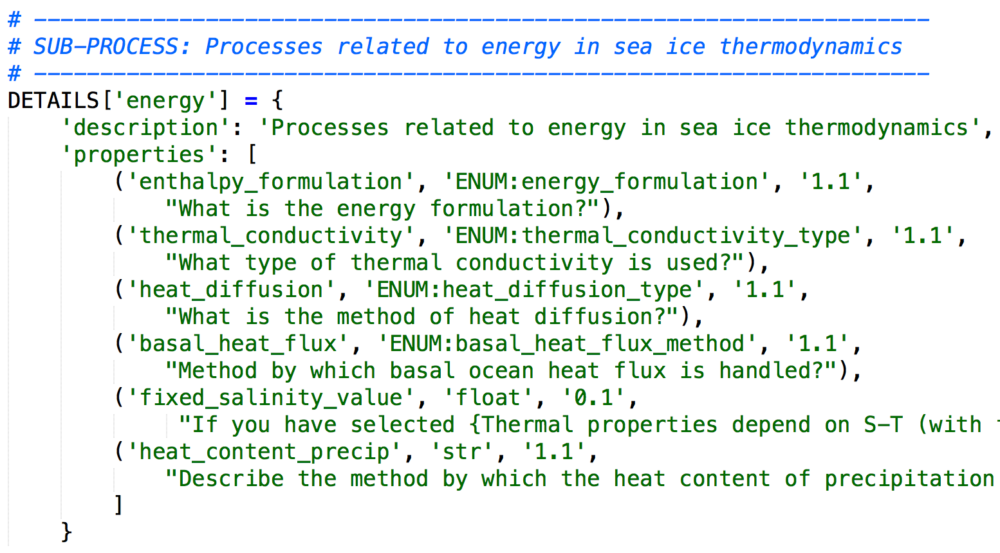 # --------------------------------------------------------------------
# SUB-PROCESS: Processes related to energy in sea ice thermodynamics
# --------------------------------------------------------------------
DETAILS['energy'] = {
    'description': 'Processes related to energy in sea ice thermodynamics',
    'properties': [
        ('enthalpy_formulation', 'ENUM:energy_formulation', '1.1',
            "What is the energy formulation?"),
        ('thermal_conductivity', 'ENUM:thermal_conductivity_type', '1.1',
            "What type of thermal conductivity is used?"),
        ('heat_diffusion', 'ENUM:heat_diffusion_type', '1.1',
            "What is the method of heat diffusion?"),
        ('basal_heat_flux', 'ENUM:basal_heat_flux_method', '1.1',
            "Method by which basal ocean heat flux is handled?"),
        ('fixed_salinity_value', 'float', '0.1',
             "If you have selected {Thermal properties depend on S-T (with
        ('heat_content_precip', 'str', '1.1',
            "Describe the method by which the heat content of precipitation
        ]
    }